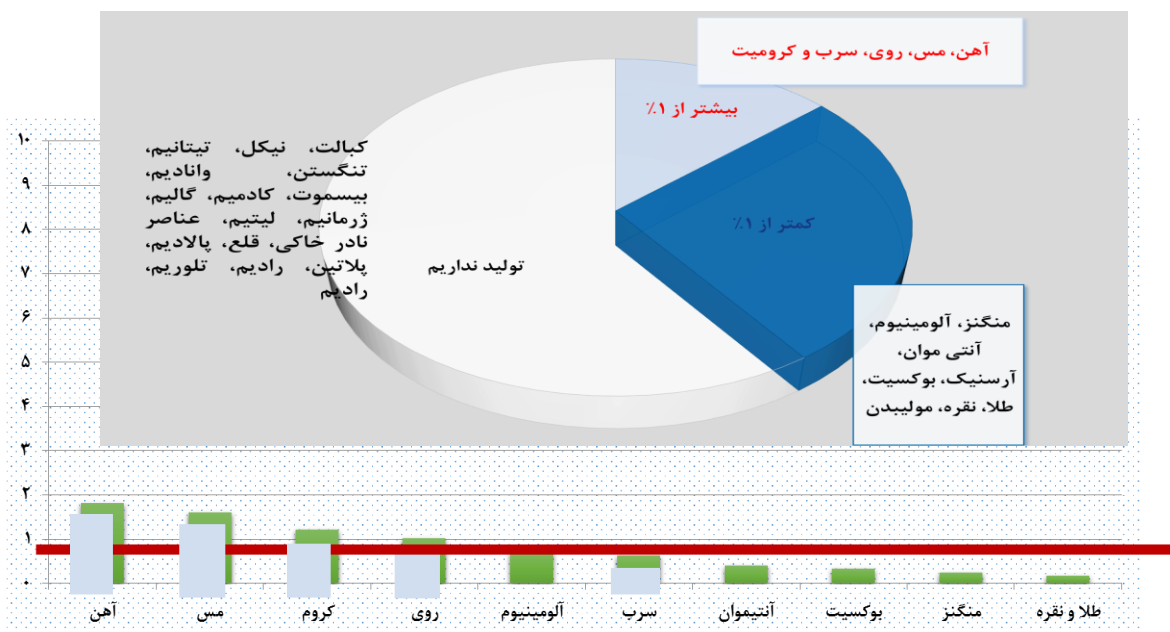 آهن، مس، روی، سرب و کرومیت
بیشتر از ۱٪
کمتر از ۱٪
تولید نداریم
کبالت، نیکل، تیتانیم،
تنگستن، وانادیم،
بیسموت، کادمیم، گالیم،
ژرمانیم، لیتیم، عناصر
نادر خاکی، قلع، پالادیم،
پلاتین، رادیم، تلوریم،
رادیم
منگنز، آلومینیوم،
آنتی موان،
آرسنیک، بوکسیت،
طلا، نقره، مولیبدن
۱۰
۹
۸
۷
۶
۵
۴
۳
۲
۱
۰
آهن
مس
کروم
روی
آلومینیوم
سرب
آنتیموان
بوکسیت
منگنز
طلا و نقره